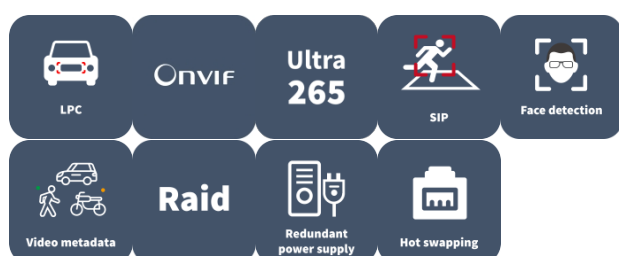 LPC
ONVIF
Ultra
265
SIP
Face detection
Video metadata
Raid
Redundant
power supply
Hot swapping